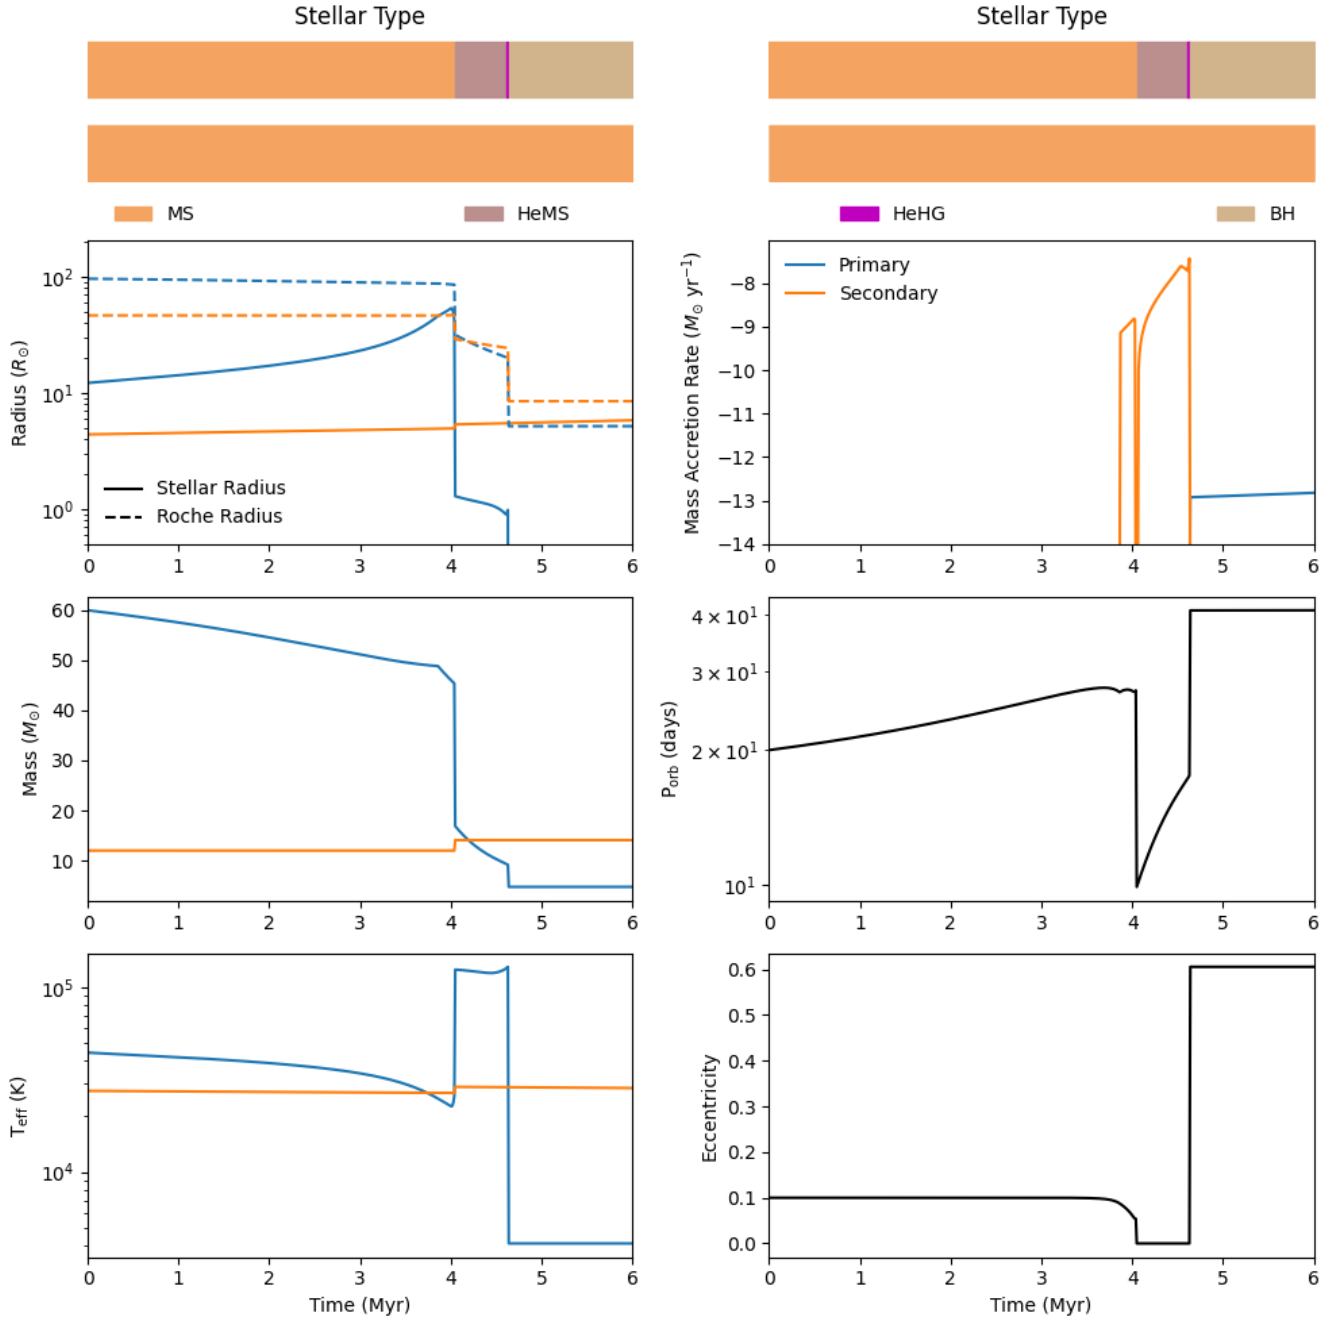 Stellar Type
Stellar Type
MS
HeMS
HeHG
BH
Radius (R☉)
10²
10¹
10⁰
Stellar Radius
Roche Radius
0 1 2 3 4 5 6
Mass Accretion Rate (M☉ yr⁻¹)
Primary
Secondary
−8
−9
−10
−11
−12
−13
−14
0 1 2 3 4 5 6
Mass (M☉)
60
50
40
30
20
10
0 1 2 3 4 5 6
P_orb (days)
4 × 10¹
3 × 10¹
2 × 10¹
10¹
0 1 2 3 4 5 6
T_eff (K)
10⁵
10⁴
0 1 2 3 4 5 6
Time (Myr)
Eccentricity
0.6
0.5
0.4
0.3
0.2
0.1
0.0
0 1 2 3 4 5 6
Time (Myr)